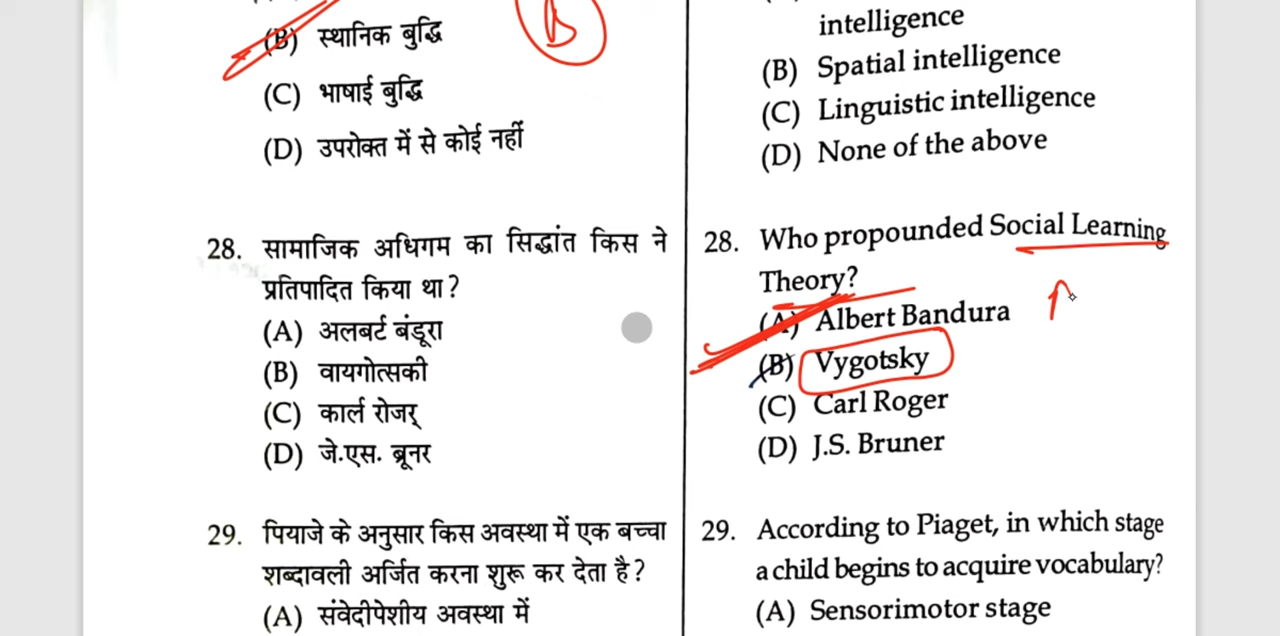 (B) स्थानिक बुद्धि
B
(C) भाषाई बुद्धि
(D) उपरोक्त में से कोई नहीं
28. सामाजिक अधिगम का सिद्धांत किस ने
प्रतिपादित किया था?
(A) अलबर्ट बंडूरा
(B) वायगोत्सकी
(C) कार्ल रोजर्
(D) जे.एस. ब्रूनर
29. पियाजे के अनुसार किस अवस्था में एक बच्चा
शब्दावली अर्जित करना शुरू कर देता है?
(A) संवेदीपेशीय अवस्था में
intelligence
(B) Spatial intelligence
(C) Linguistic intelligence
(D) None of the above
28. Who propounded Social Learning
Theory?
(A) Albert Bandura
(B) Vygotsky
(C) Carl Roger
(D) J.S. Bruner
29. According to Piaget, in which stage
a child begins to acquire vocabulary?
(A) Sensorimotor stage